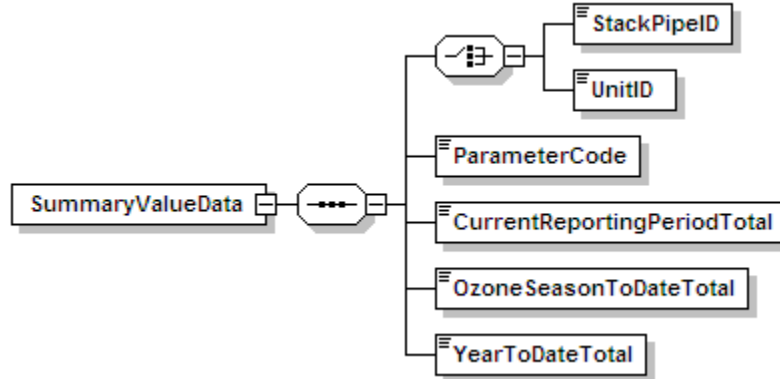 StackPipeID
UnitID
ParameterCode
SummaryValueData
CurrentReportingPeriodTotal
OzoneSeasonToDateTotal
YearToDateTotal